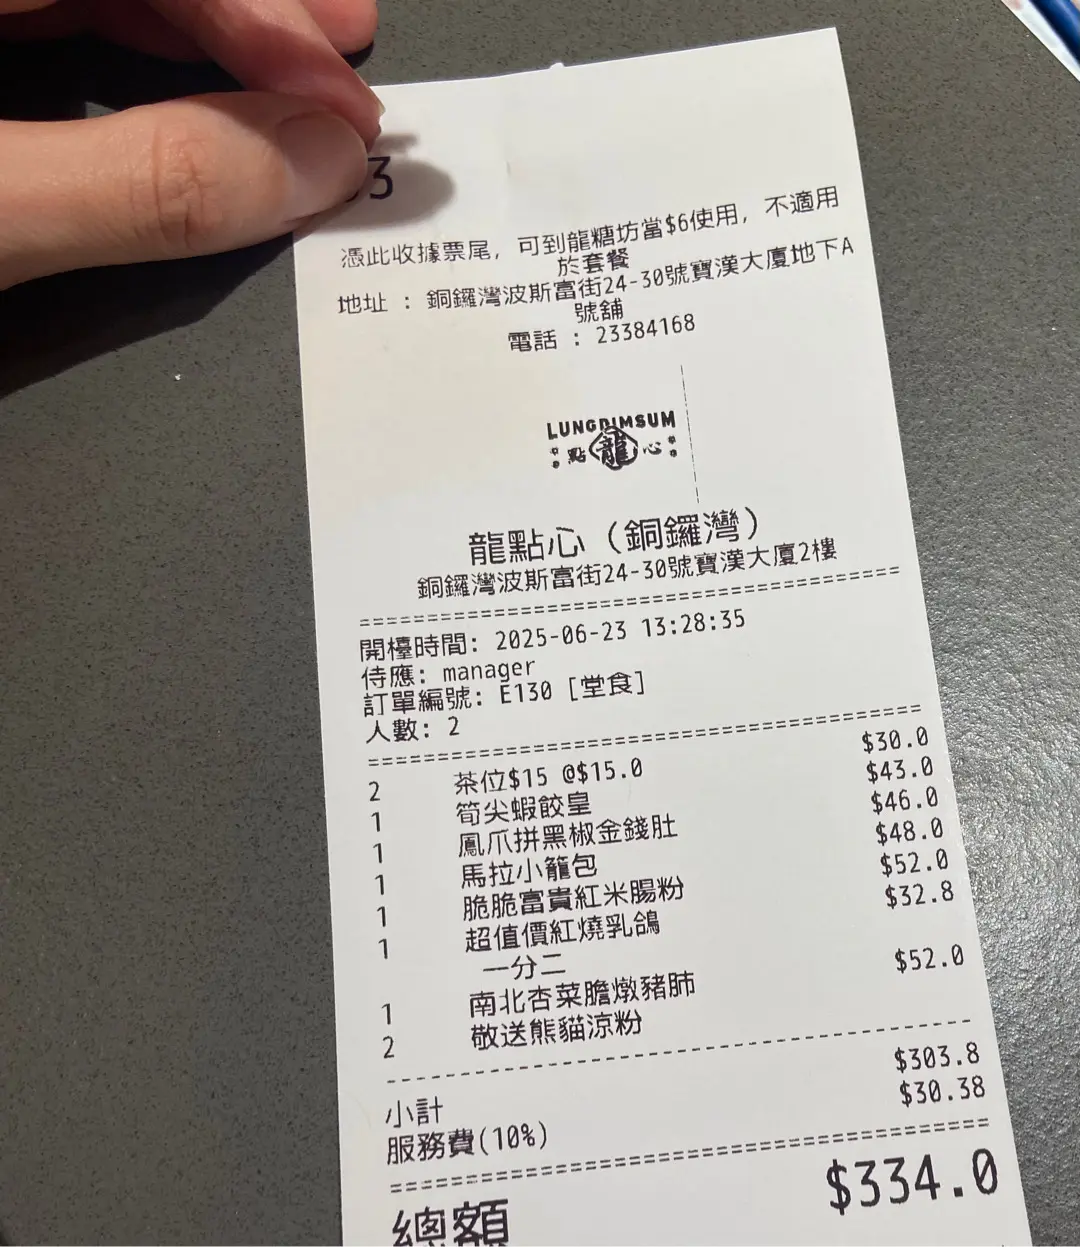 3
憑此收據票尾，可到龍糖坊當$6使用，不適用
於套餐
地址 : 銅鑼灣波斯富街24-30號寶漢大廈地下A
號舖
電話 : 23384168
LUNGDIMSUM
點龍心
龍點心（銅鑼灣）
銅鑼灣波斯富街24-30號寶漢大廈2樓
開檯時間: 2025-06-23 13:28:35
侍應: manager
訂單編號: E130 [堂食]
人數: 2
2 茶位$15 @$15.0 $30.0
1 筍尖蝦餃皇 $43.0
1 鳳爪拼黑椒金錢肚 $46.0
1 馬拉小籠包 $48.0
1 脆脆富貴紅米腸粉 $52.0
1 超值價紅燒乳鴿 $32.8
一分二
1 南北杏菜膽燉豬肺 $52.0
2 敬送熊貓涼粉
小計 $303.8
服務費(10%) $30.38
總額 $334.0